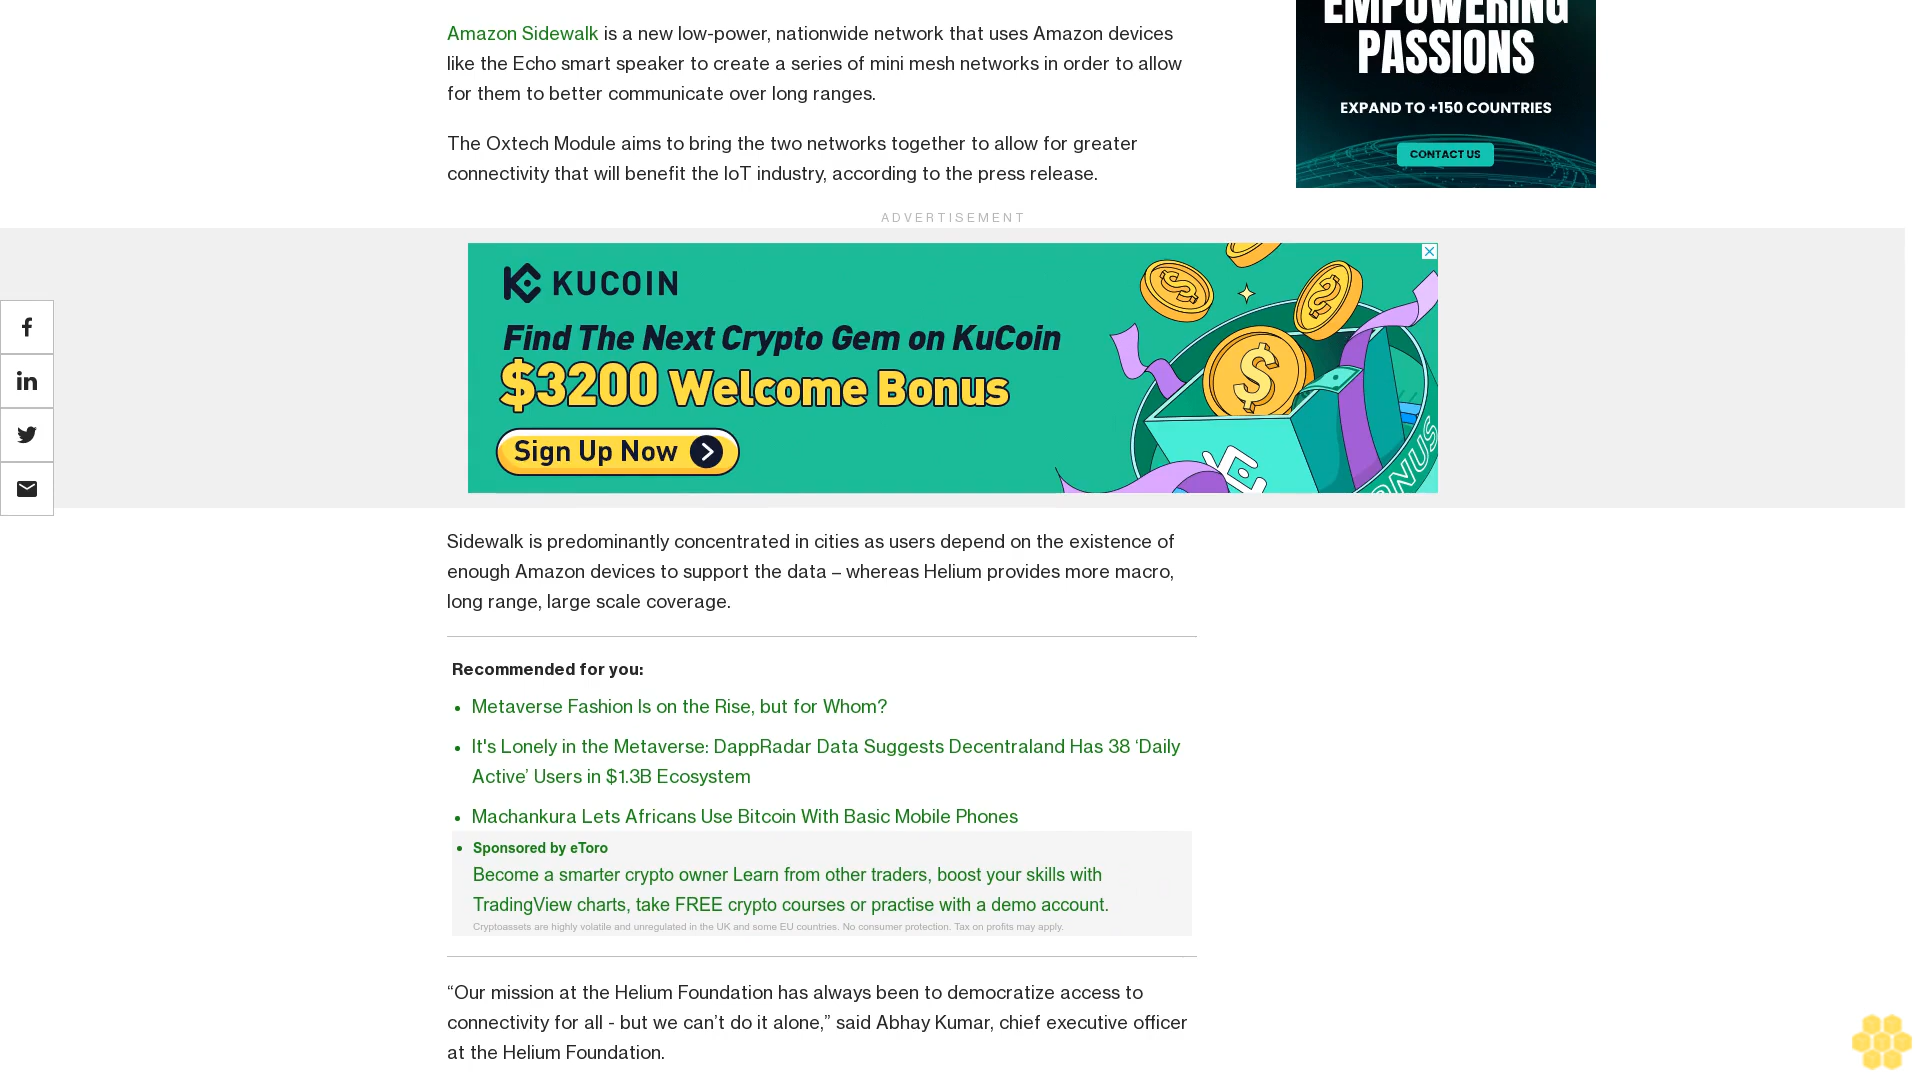 EMPOWERING
PASSIONS
EXPAND TO +150 COUNTRIES
CONTACT US
Amazon Sidewalk is a new low-power, nationwide network that uses Amazon devices
like the Echo smart speaker to create a series of mini mesh networks in order to allow
for them to better communicate over long ranges.
The Oxtech Module aims to bring the two networks together to allow for greater
connectivity that will benefit the IoT industry, according to the press release.
ADVERTISEMENT
KUCOIN
Find The Next Crypto Gem on KuCoin
$3200 Welcome Bonus
Sign Up Now
BONUS
Sidewalk is predominantly concentrated in cities as users depend on the existence of
enough Amazon devices to support the data – whereas Helium provides more macro,
long range, large scale coverage.
Recommended for you:
• Metaverse Fashion Is on the Rise, but for Whom?
• It's Lonely in the Metaverse: DappRadar Data Suggests Decentraland Has 38 ‘Daily
Active’ Users in $1.3B Ecosystem
• Machankura Lets Africans Use Bitcoin With Basic Mobile Phones
• Sponsored by eToro
Become a smarter crypto owner Learn from other traders, boost your skills with
TradingView charts, take FREE crypto courses or practise with a demo account.
Cryptoassets are highly volatile and unregulated in the UK and some EU countries. No consumer protection. Tax on profits may apply.
“Our mission at the Helium Foundation has always been to democratize access to
connectivity for all - but we can’t do it alone,” said Abhay Kumar, chief executive officer
at the Helium Foundation.